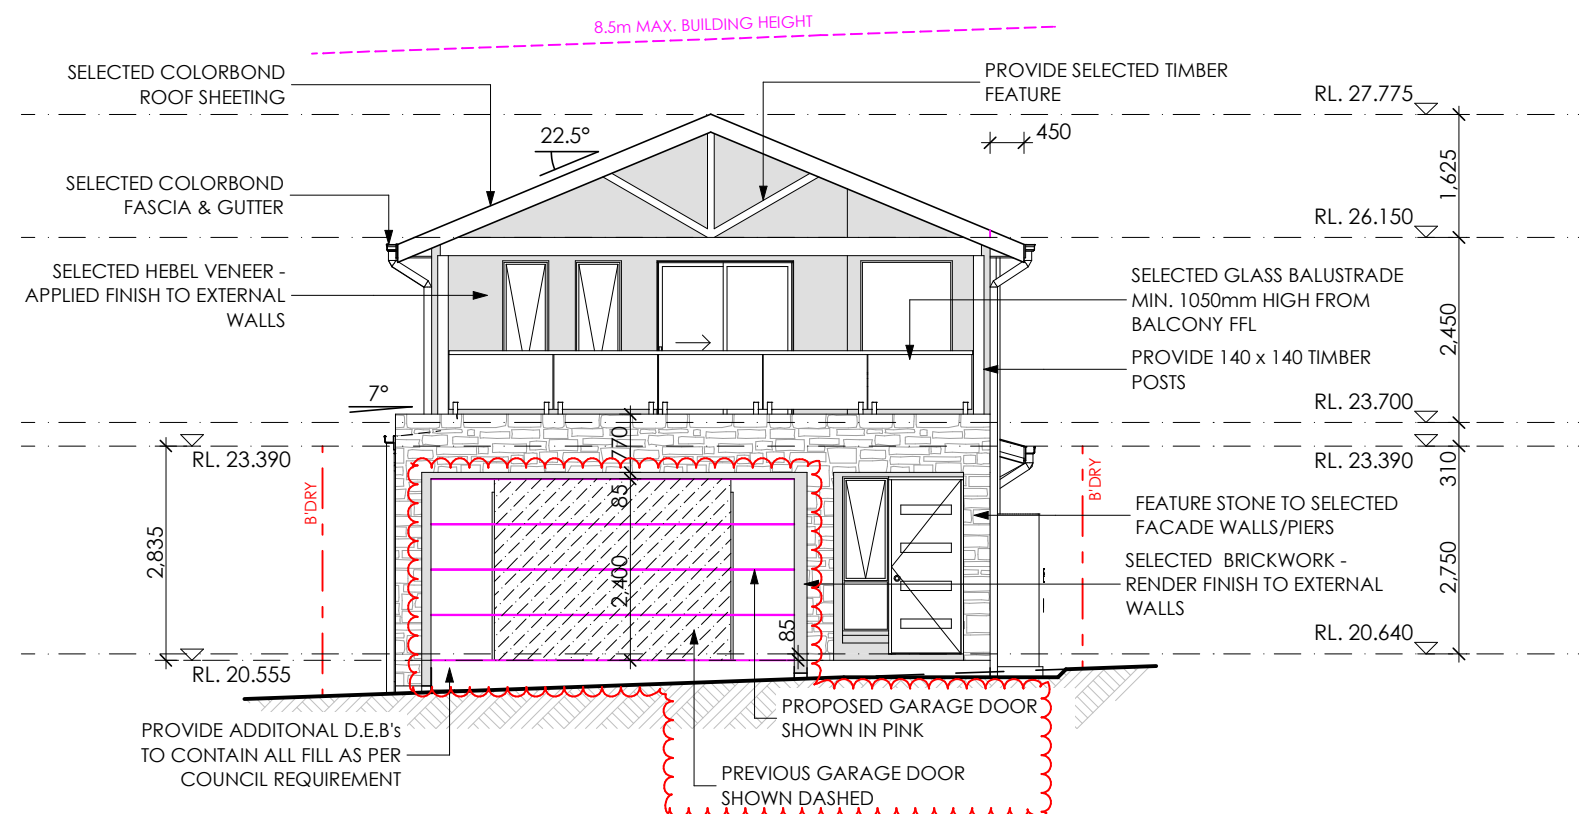 8.5m MAX. BUILDING HEIGHT
SELECTED COLORBOND
ROOF SHEETING
PROVIDE SELECTED TIMBER
FEATURE
RL. 27.775
22.5°
450
1,625
SELECTED COLORBOND
FASCIA & GUTTER
RL. 26.150
SELECTED HEBEL VENEER -
APPLIED FINISH TO EXTERNAL
WALLS
SELECTED GLASS BALUSTRADE
MIN. 1050mm HIGH FROM
BALCONY FFL
2,450
PROVIDE 140 x 140 TIMBER
POSTS
7°
RL. 23.700
770
RL. 23.390
RL. 23.390
310
B'DRY
B'DRY
85
FEATURE STONE TO SELECTED
FACADE WALLS/PIERS
2,835
2,400
2,750
SELECTED BRICKWORK -
RENDER FINISH TO EXTERNAL
WALLS
85
RL. 20.640
RL. 20.555
PROPOSED GARAGE DOOR
SHOWN IN PINK
PROVIDE ADDITONAL D.E.B's
TO CONTAIN ALL FILL AS PER
COUNCIL REQUIREMENT
PREVIOUS GARAGE DOOR
SHOWN DASHED